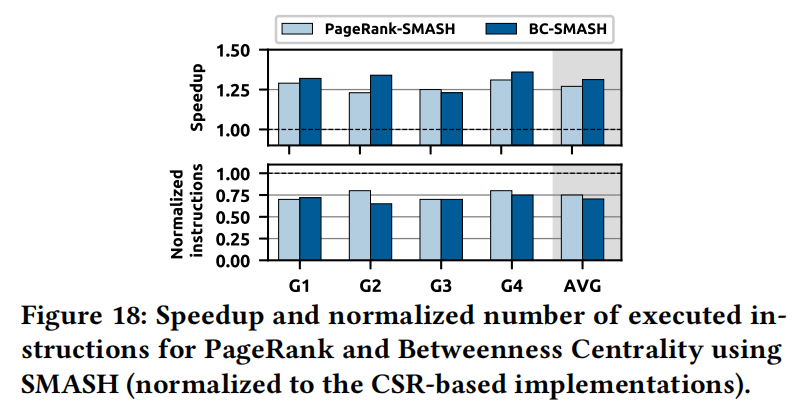 PageRank-SMASH BC-SMASH
1.50
1.25
1.00
Speedup
1.00
0.75
0.50
0.25
0.00
Normalized
instructions
G1 G2 G3 G4 AVG
Figure 18: Speedup and normalized number of executed in-
structions for PageRank and Betweenness Centrality using
SMASH (normalized to the CSR-based implementations).